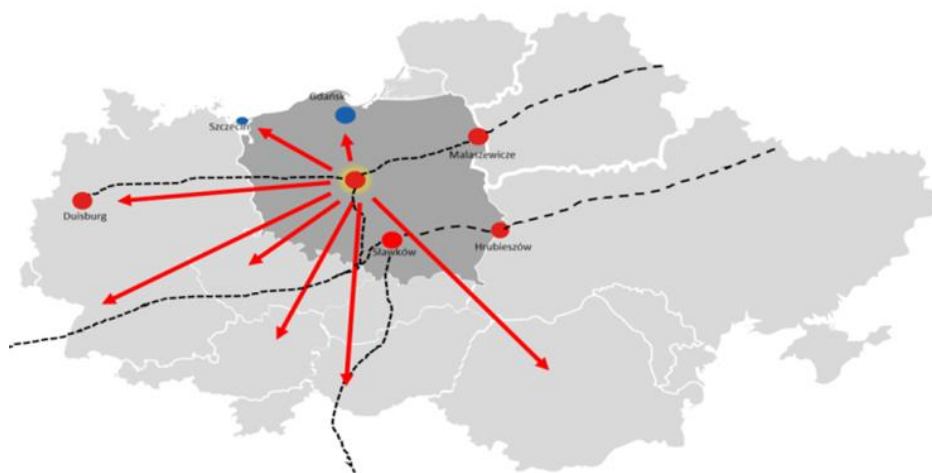 Gdańsk
Szczecin
Małaszewicze
Duisburg
Hrubieszów
Sławków